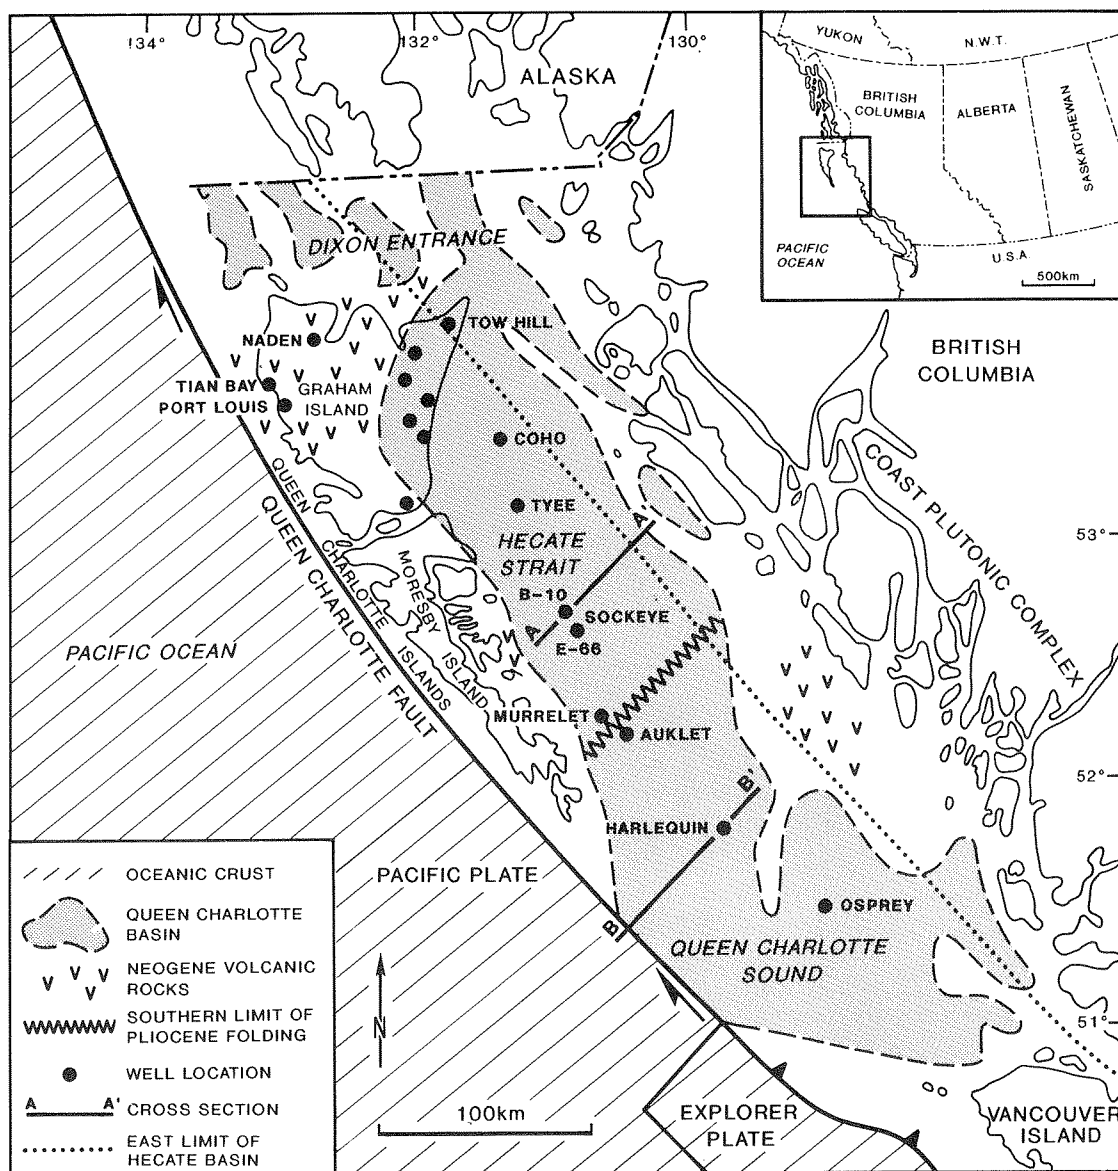 134°
132°
130°
ALASKA
YUKON
N.W.T.
BRITISH
COLUMBIA
ALBERTA
SASKATCHEWAN
PACIFIC
OCEAN
U.S.A.
500km
DIXON ENTRANCE
TOW HILL
NADEN
TIAN BAY
PORT LOUIS
GRAHAM
ISLAND
BRITISH
COLUMBIA
COHO
TYEE
HECATE
STRAIT
A'
B-10
SOCKEYE
A
E-66
53°
COAST PLUTONIC COMPLEX
QUEEN CHARLOTTE ISLANDS
MORESBY
ISLAND
QUEEN CHARLOTTE FAULT
PACIFIC OCEAN
MURRELET
AUKLET
52°
B'
HARLEQUIN
PACIFIC PLATE
OSPREY
B
QUEEN CHARLOTTE
SOUND
51°
N
100km
EXPLORER
PLATE
VANCOUVER
ISLAND
OCEANIC CRUST
QUEEN CHARLOTTE
BASIN
NEOGENE VOLCANIC
ROCKS
SOUTHERN LIMIT OF
PLIOCENE FOLDING
WELL LOCATION
A A' CROSS SECTION
EAST LIMIT OF
HECATE BASIN